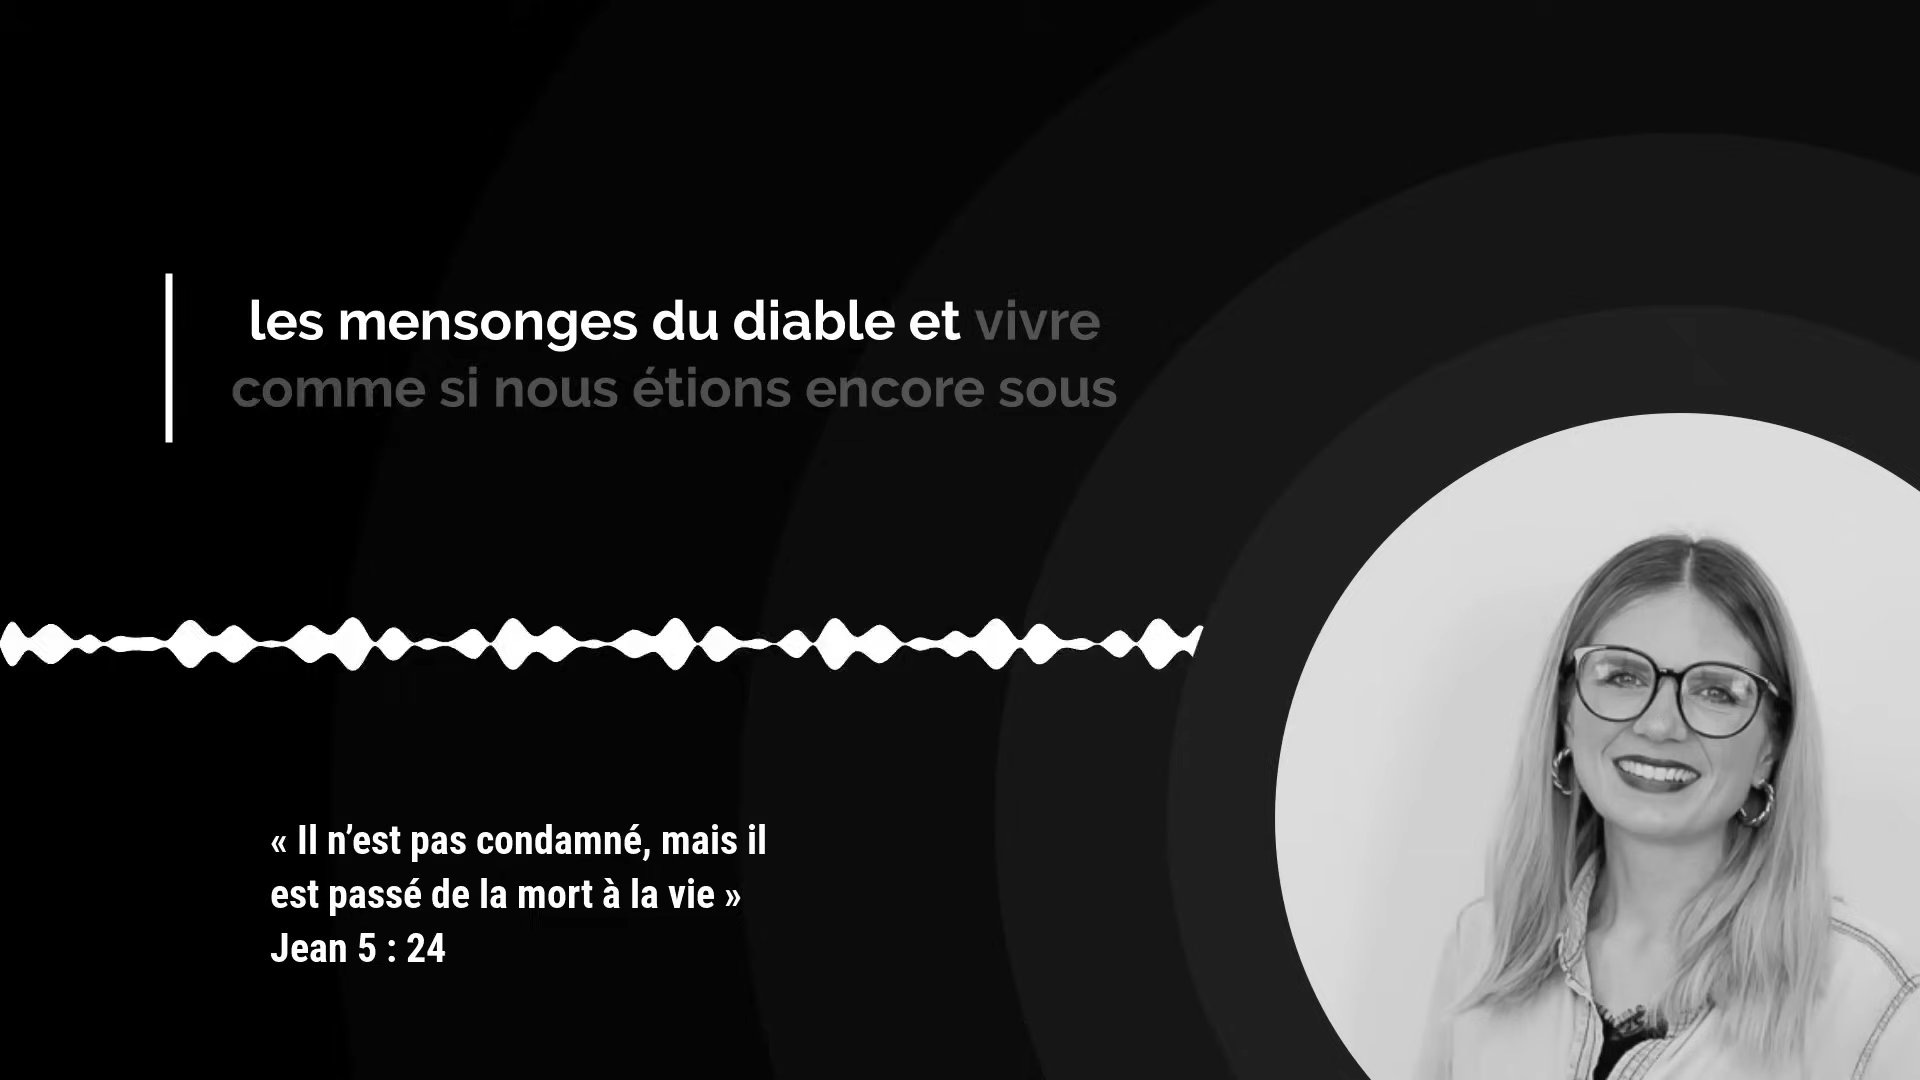 les mensonges du diable et vivre
comme si nous étions encore sous
« Il n’est pas condamné, mais il
est passé de la mort à la vie »
Jean 5 : 24